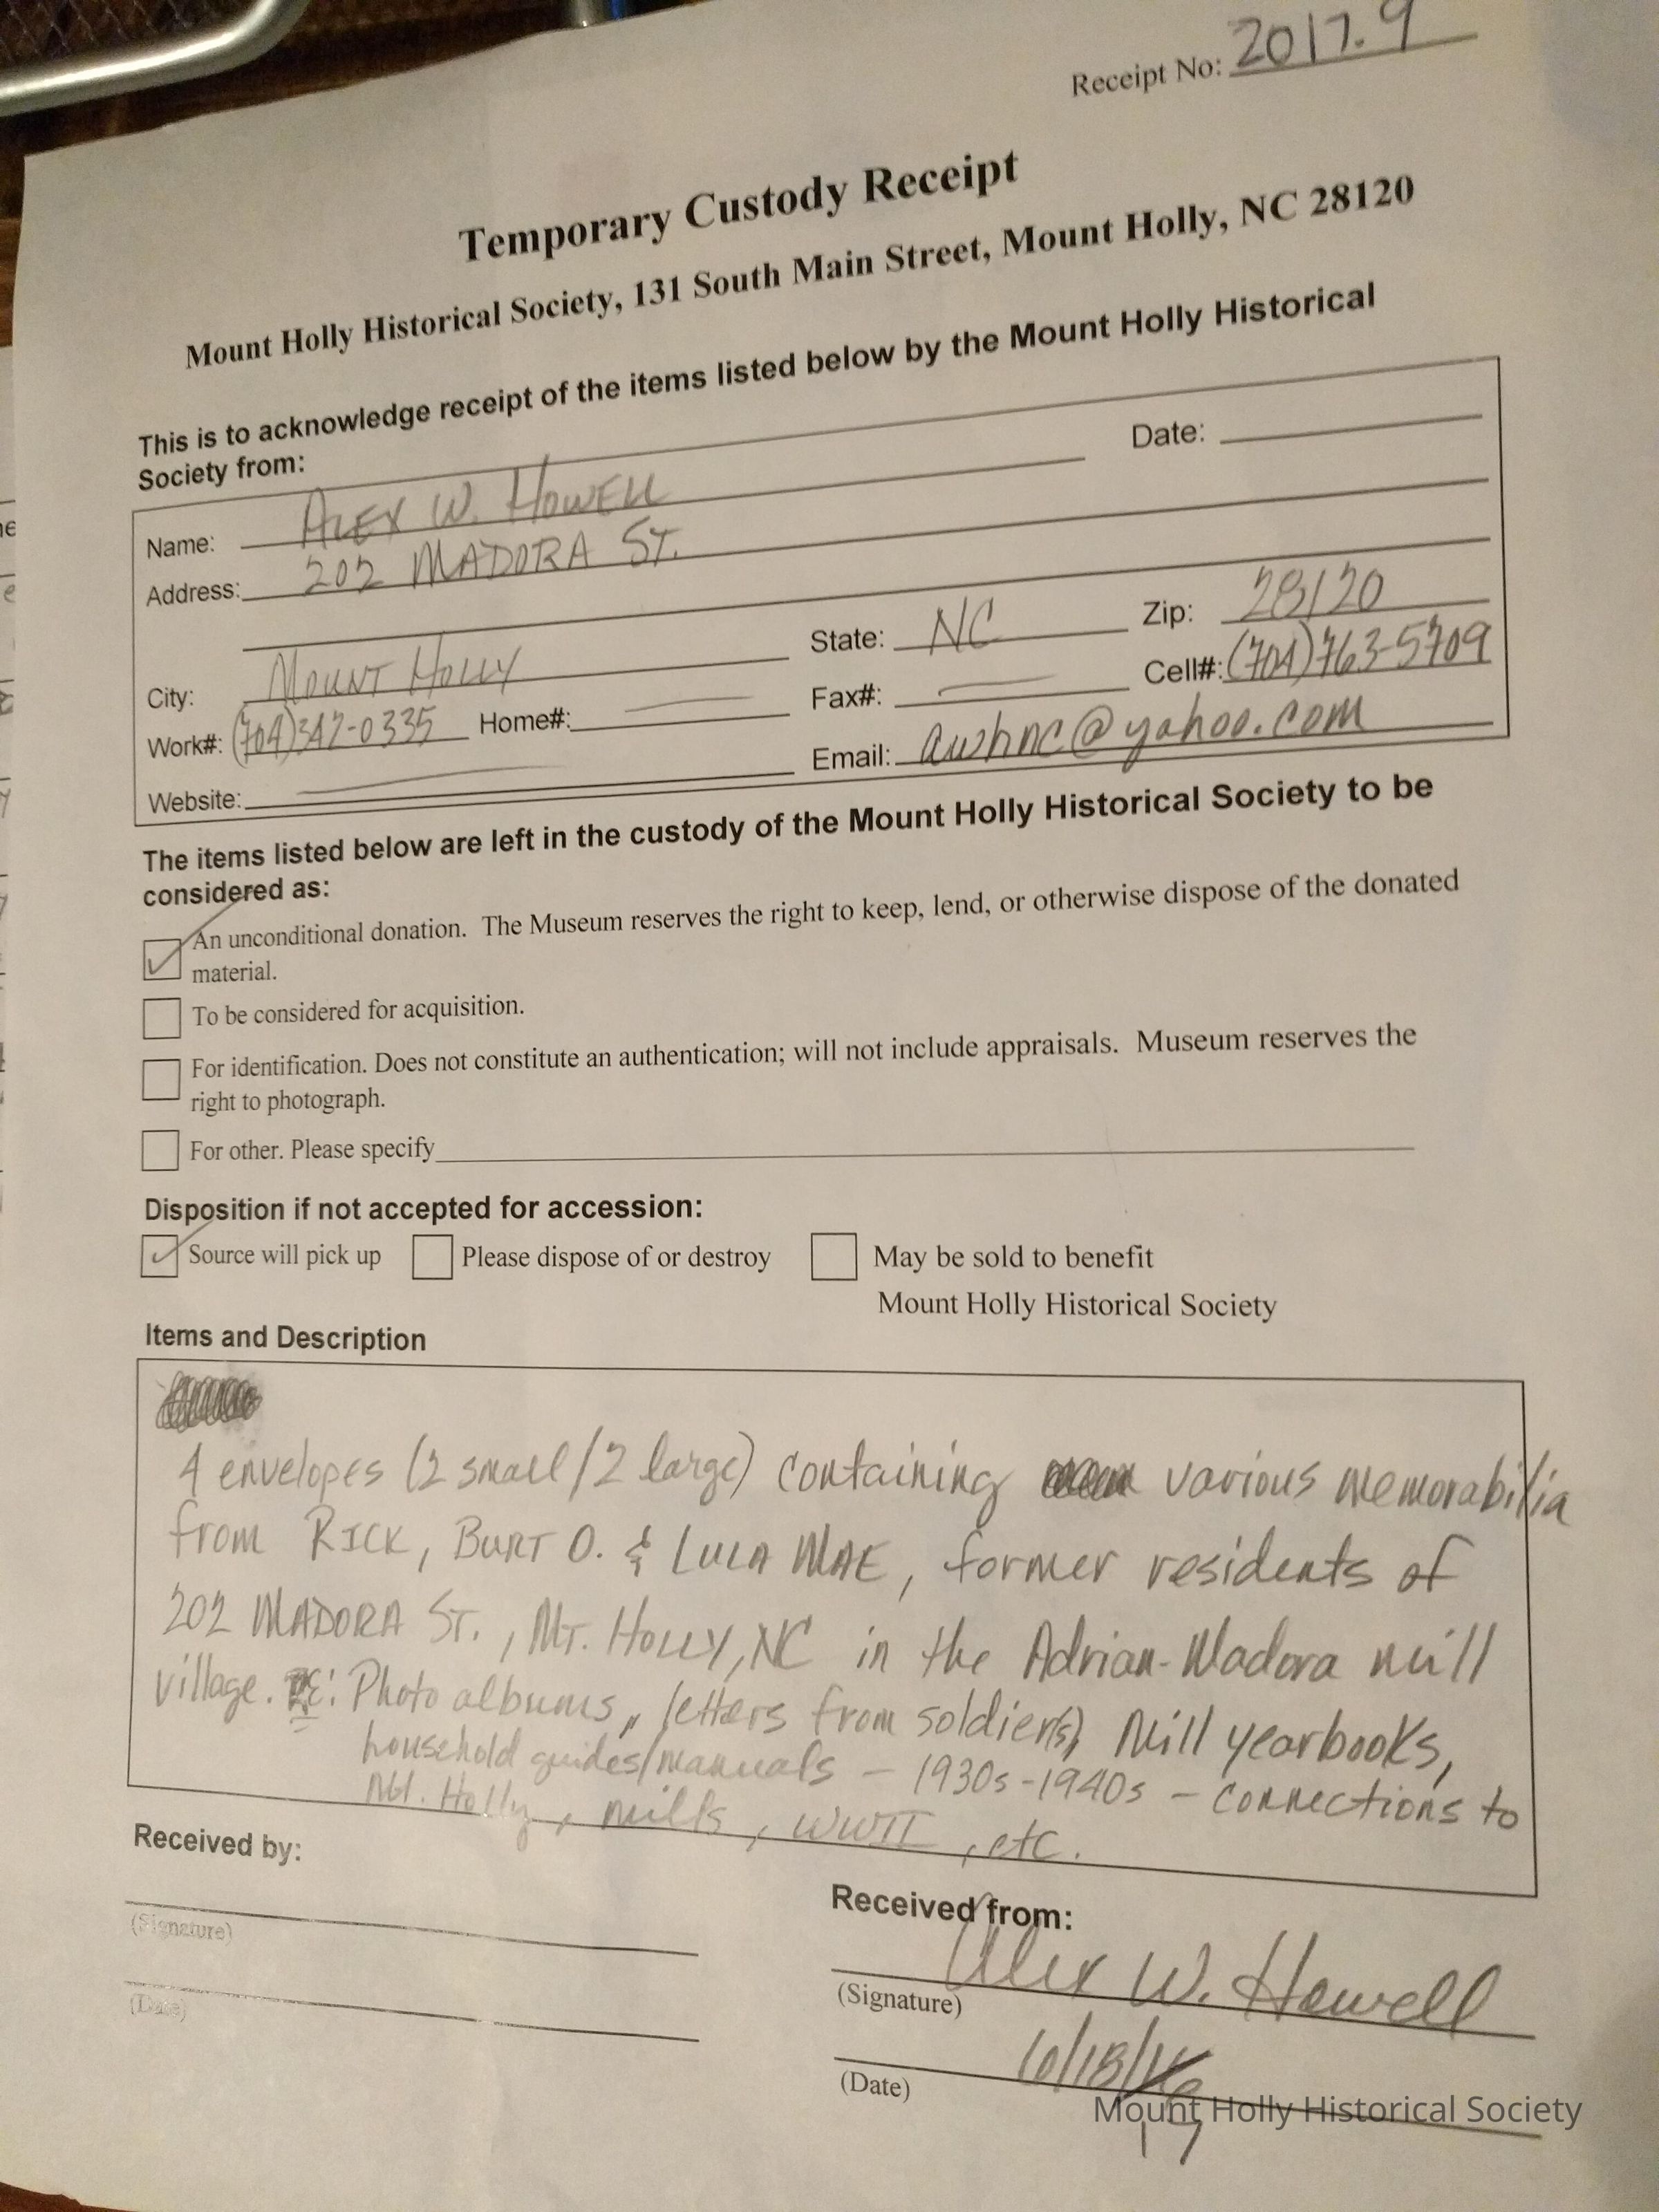 Receipt No: 2017.9
Temporary Custody Receipt
Mount Holly Historical Society, 131 South Main Street, Mount Holly, NC 28120
This is to acknowledge receipt of the items listed below by the Mount Holly Historical
Society from:
Date:
Name: ALEX W. HOWELL
Address: 202 MADORA ST.
City: MOUNT HOLLY State: NC Zip: 28120
Work#: (704)342-0335 Home#: Fax#: Cell#: (704)763-5709
Website: Email: awhnc@yahoo.com
The items listed below are left in the custody of the Mount Holly Historical Society to be
considered as:
An unconditional donation. The Museum reserves the right to keep, lend, or otherwise dispose of the donated
material.
To be considered for acquisition.
For identification. Does not constitute an authentication; will not include appraisals. Museum reserves the
right to photograph.
For other. Please specify
Disposition if not accepted for accession:
Source will pick up Please dispose of or destroy May be sold to benefit
Mount Holly Historical Society
Items and Description
4 envelopes (2 small/2 large) containing various memorabilia
from RICK, BURT O. & LULA MAE, former residents of
202 MADORA ST., MT. HOLLY, NC in the Adrian-Madora mill
village. Photo albums, letters from soldier(s), Mill yearbooks,
household guides/manuals - 1930s-1940s - connections to
Mt. Holly, mills, WWII, etc.
Received by:
Received from:
(Signature)
Alex W. Howell
(Signature)
(Date)
6/18/16
(Date)
17
Mount Holly Historical Society